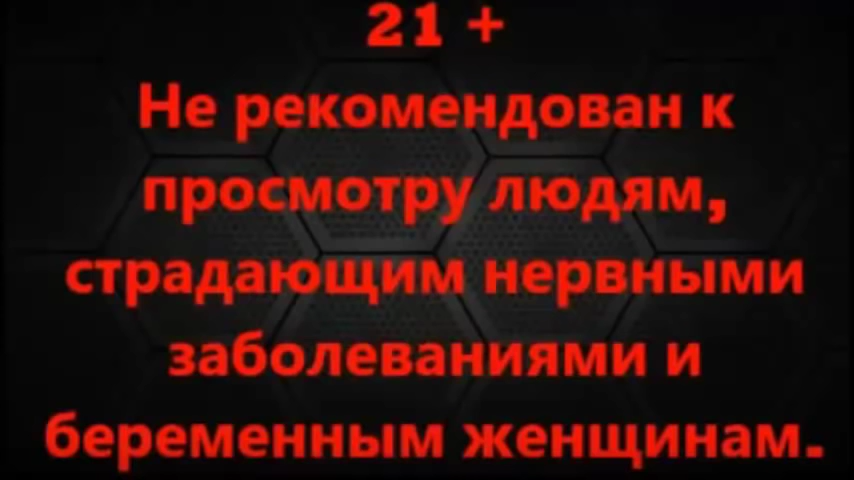 21 +
Не рекомендован к
просмотру людям,
страдающим нервными
заболеваниями и
беременным женщинам.